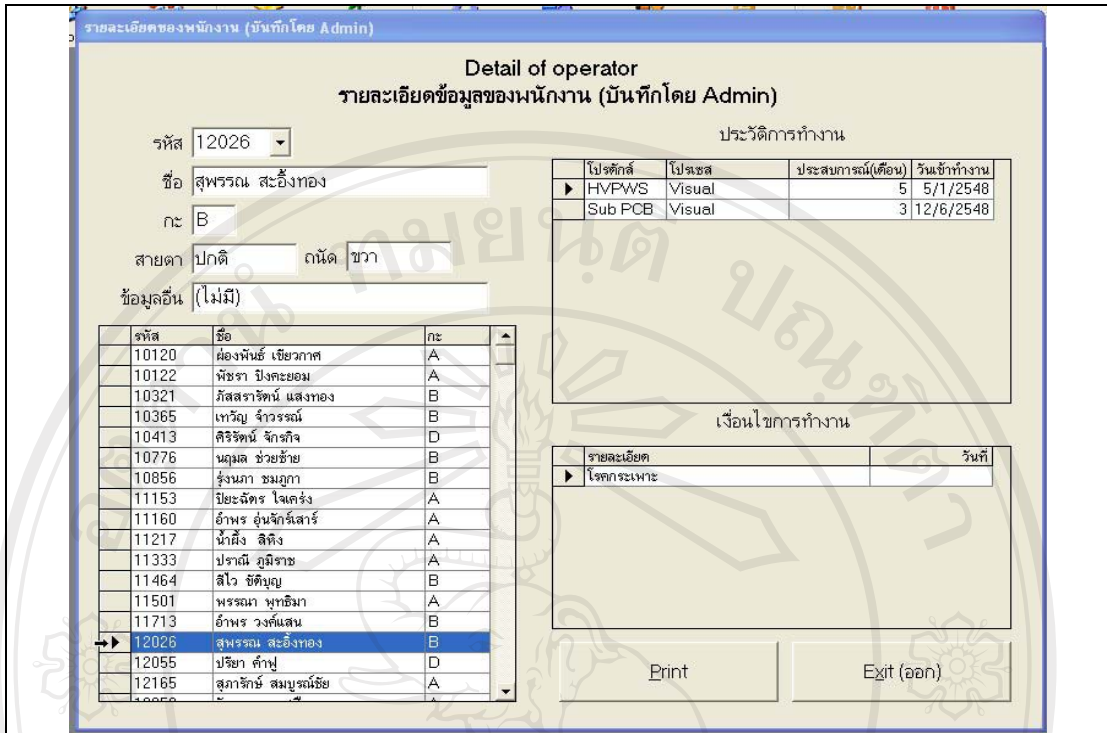 รายละเอียดของพนักงาน (บันทึกโดย Admin)
Detail of operator
รายละเอียดข้อมูลของพนักงาน (บันทึกโดย Admin)
รหัส 12026
ชื่อ สุพรรณ สะอิ้งทอง
กะ B
สายตา ปกติ ถนัด ขวา
ข้อมูลอื่น (ไม่มี)
รหัส ชื่อ กะ
10120 ผ่องพันธ์ เขียวกาศ A
10122 พัชรา ปิงคะยอม A
10321 ภัสสรารัตน์ แสงทอง B
10365 เทวัญ จำวรรณ์ B
10413 ศิริรัตน์ จักรกิจ D
10776 นฤมล ช่วยซ้าย B
10856 รุ่งนภา ชมภูกา B
11153 ปิยะฉัตร ใจเคร่ง A
11160 อำพร อุ่นจักร์เสาร์ A
11217 น้ำผึ้ง สิทิง A
11333 ปราณี ภูมิราช A
11464 สิไว ขัติบุญ B
11501 พรรณา พุทธิมา A
11713 อำพร วงค์แสน B
12026 สุพรรณ สะอิ้งทอง B
12055 ปรียา คำฟู D
12165 สุภารักษ์ สมบูรณ์ชัย A
ประวัติการทำงาน
โปรดักส์ โปรเซส ประสบการณ์(เดือน) วันเข้าทำงาน
HVPWS Visual 5 5/1/2548
Sub PCB Visual 3 12/6/2548
เงื่อนไขการทำงาน
รายละเอียด วันที่
โรคกระเพาะ
Print Exit (ออก)